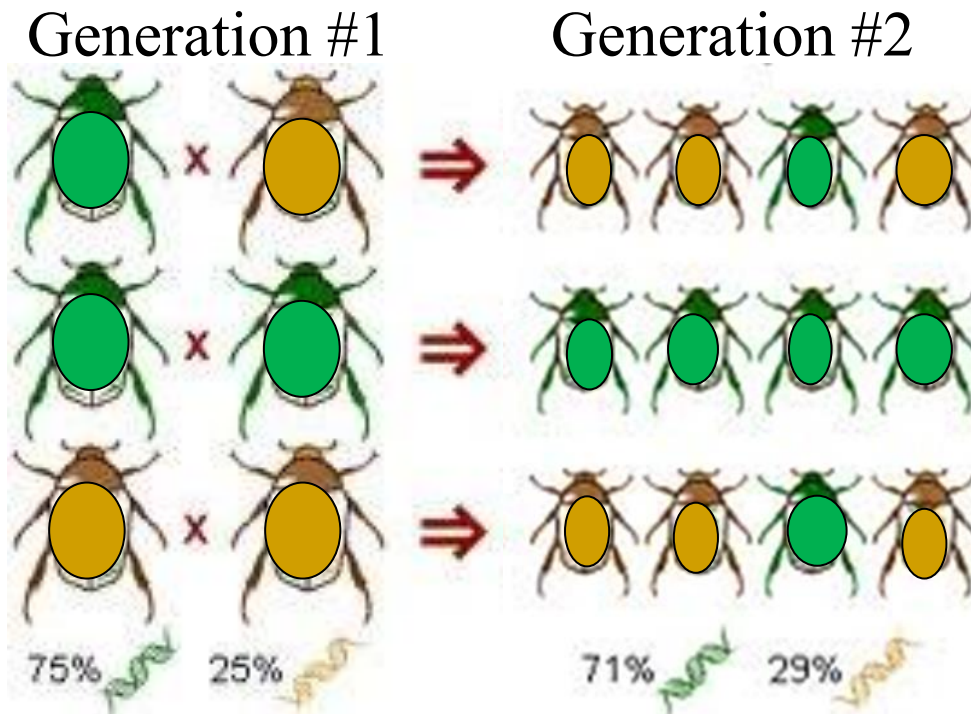 Generation #1
Generation #2
x
x
x
75%
25%
71%
29%